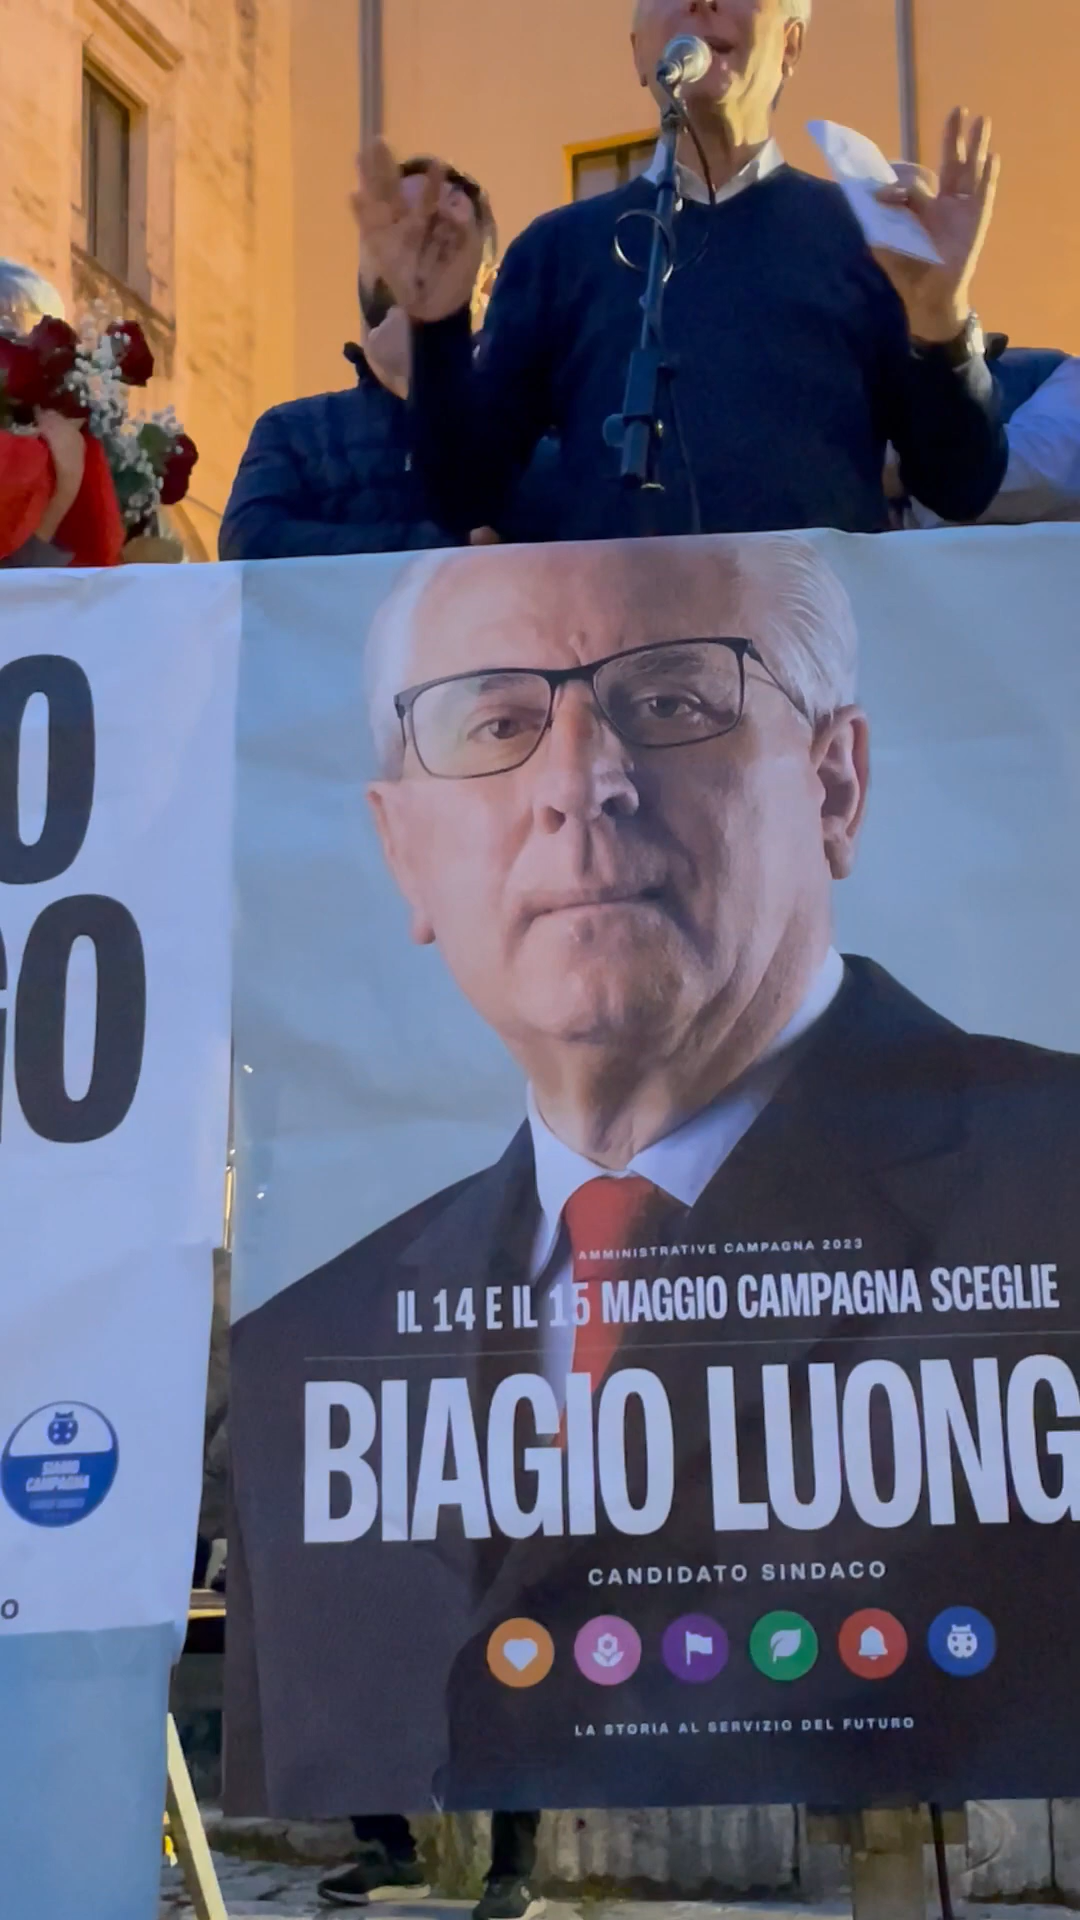 O
GO
SIAMO
CAMPAGNA
O
AMMINISTRATIVE CAMPAGNA 2023
IL 14 E IL 15 MAGGIO CAMPAGNA SCEGLIE
BIAGIO LUONG
CANDIDATO SINDACO
LA STORIA AL SERVIZIO DEL FUTURO